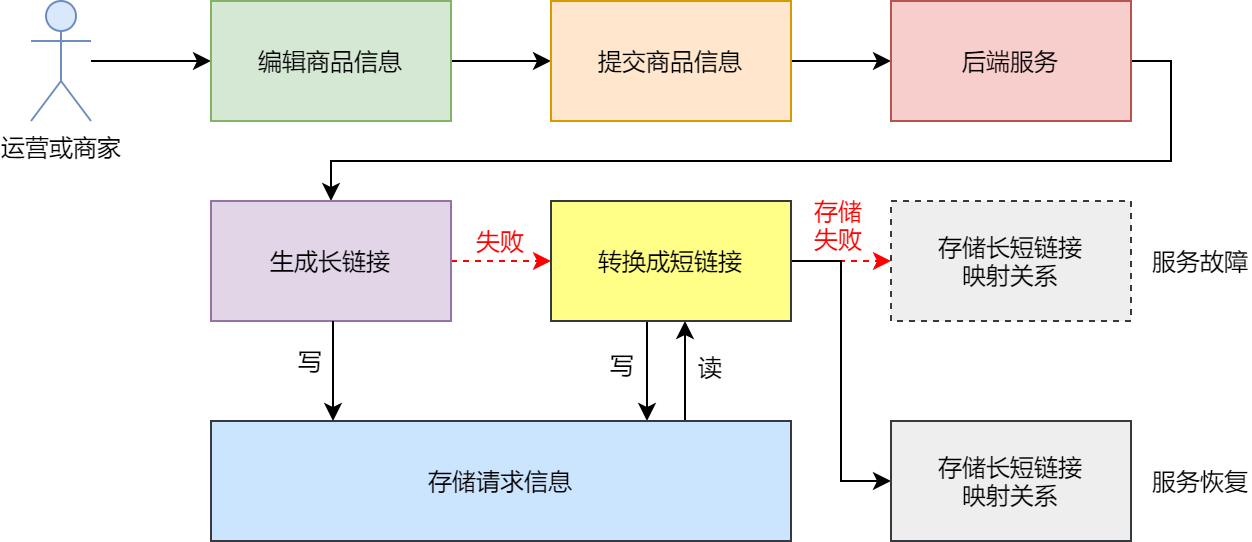 编辑商品信息
提交商品信息
后端服务
运营或商家
生成长链接
失败
转换成短链接
存储
失败
存储长短链接
映射关系
服务故障
写
写
读
存储请求信息
存储长短链接
映射关系
服务恢复